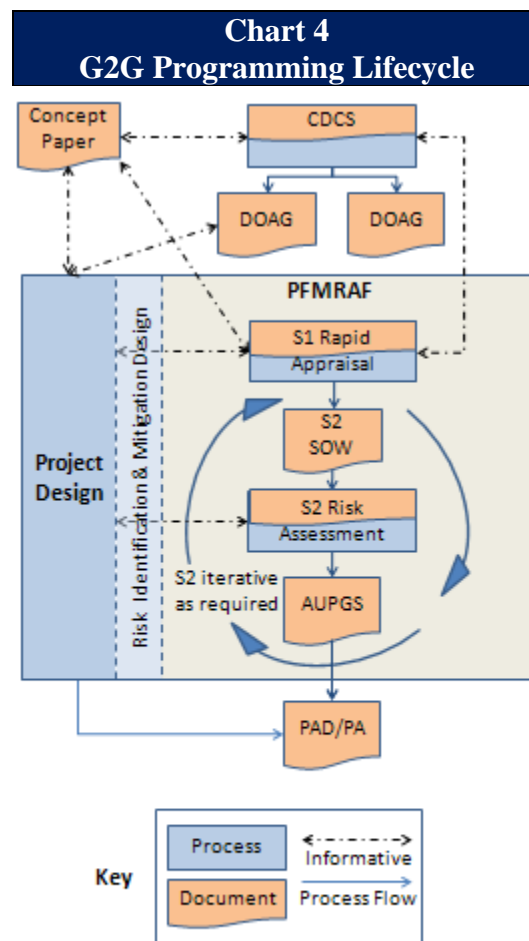 Chart 4
G2G Programming Lifecycle
Concept
Paper
CDCS
DOAG
DOAG
PFMRAF
S1 Rapid
Appraisal
Project
Design
Risk Identification & Mitigation Design
S2
SOW
S2 Risk
Assessment
S2 iterative
as required
AUPGS
PAD/PA
Key
Process
Informative
Document
Process Flow